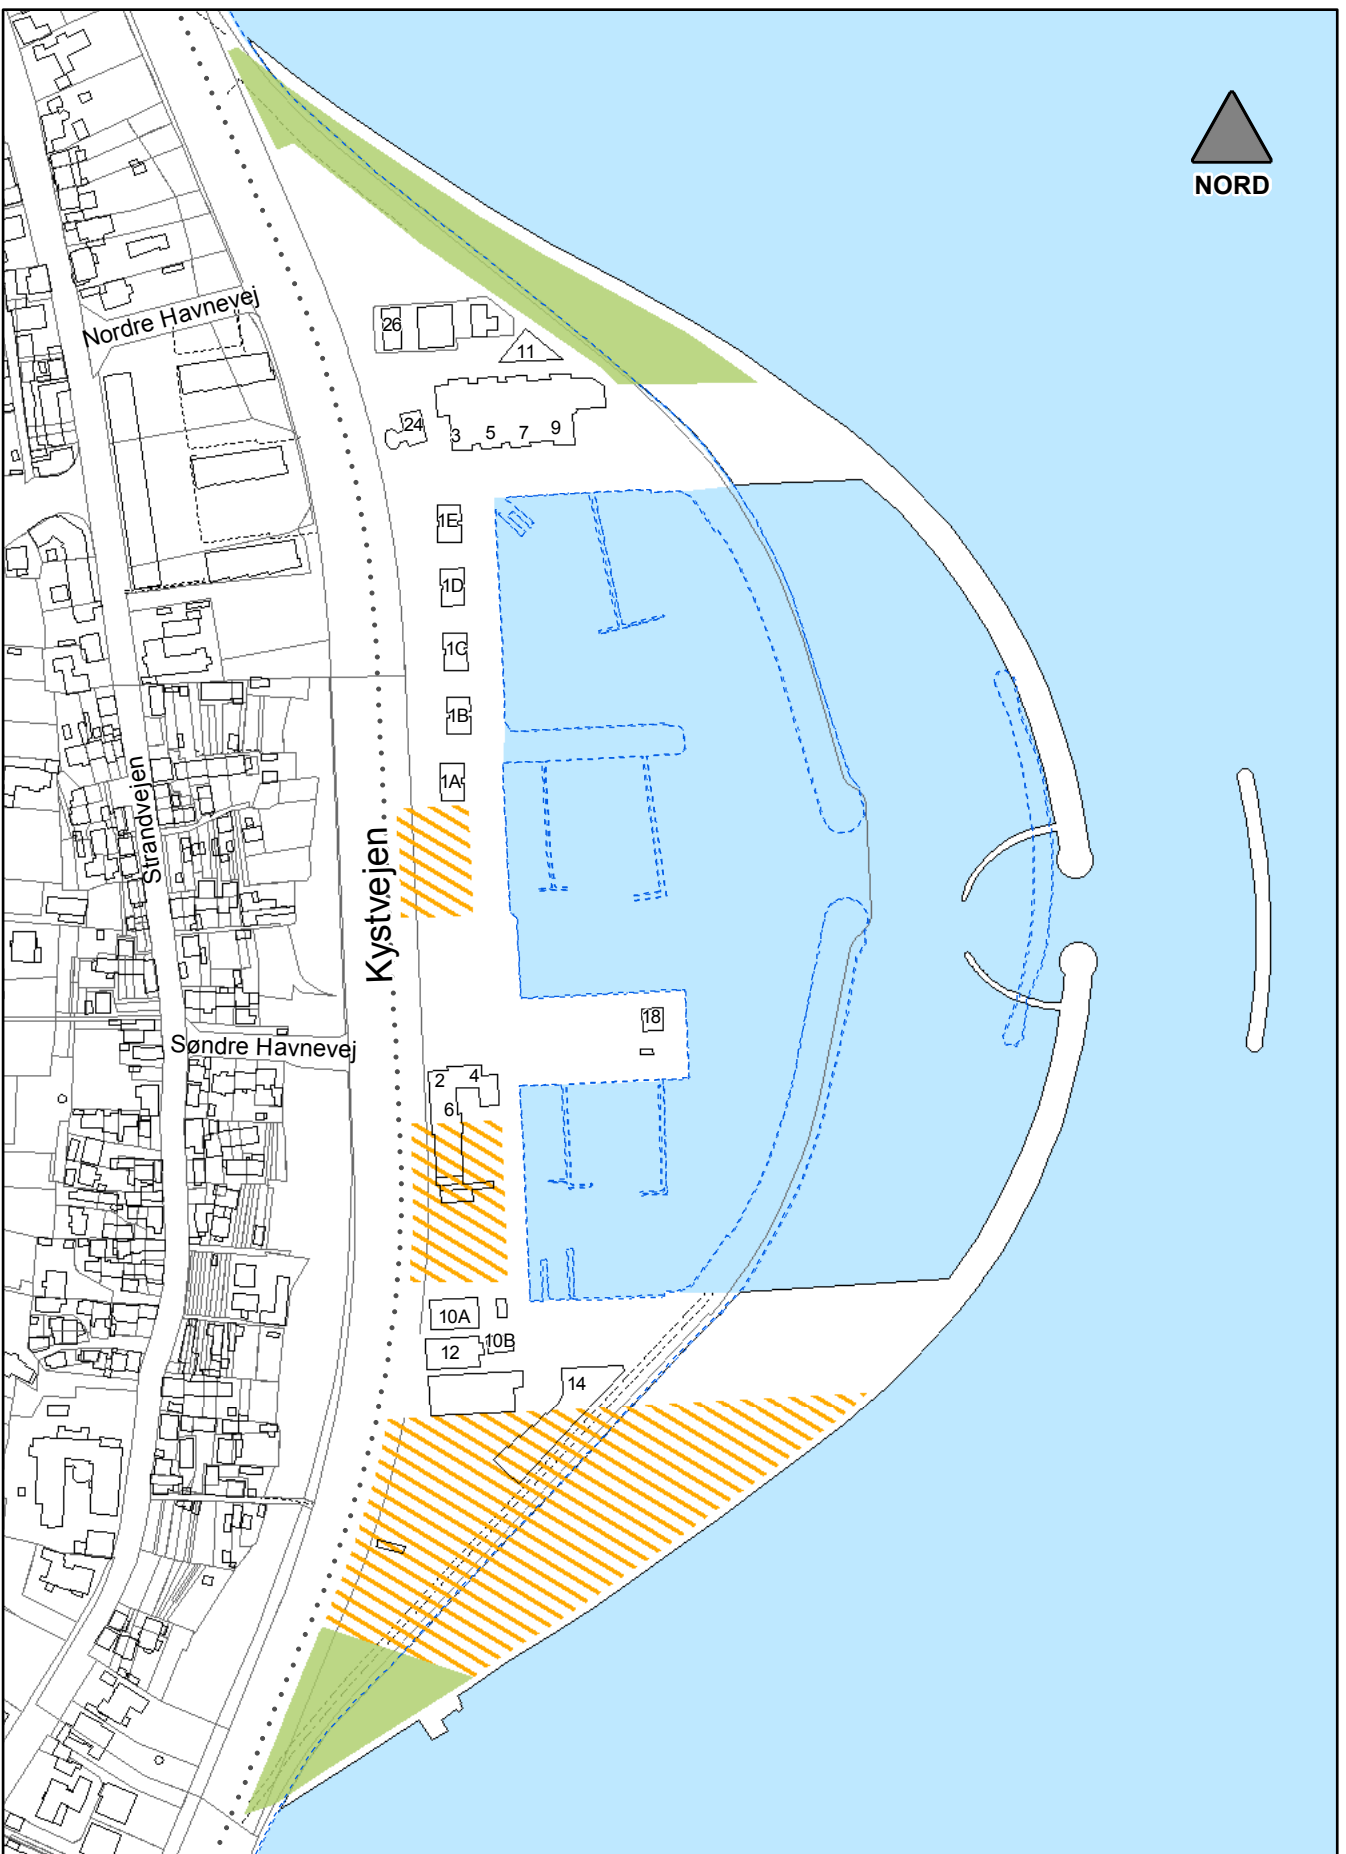 NORD
Nordre Havnevej
26
11
24
3 5 7 9
1E
1D
1C
1B
1A
Strandvejen
Kystvejen
18
Søndre Havnevej
2 4
6
10A
10B
12
14